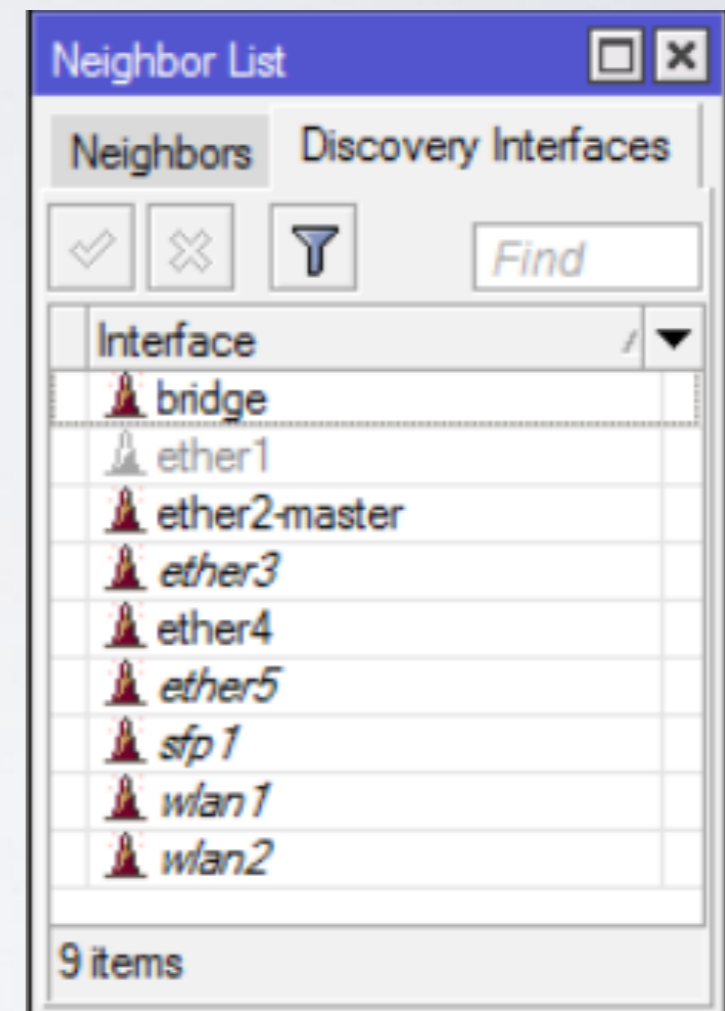 Neighbor List
Neighbors Discovery Interfaces
Find
Interface
bridge
ether1
ether2-master
ether3
ether4
ether5
sfp1
wlan1
wlan2
9 items